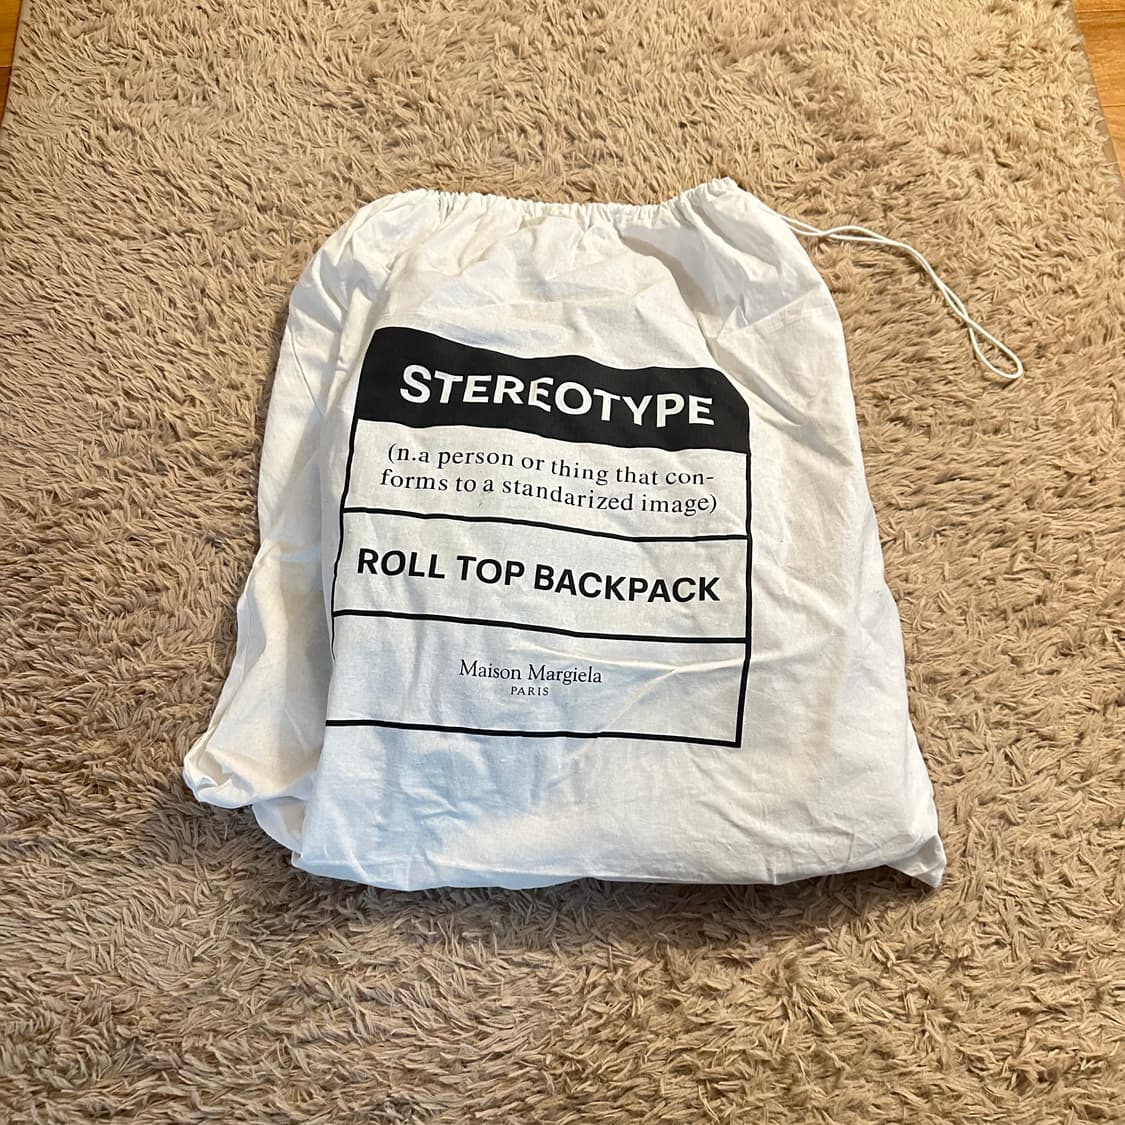 STEREOTYPE
(n.a person or thing that con-
forms to a standarized image)
ROLL TOP BACKPACK
Maison Margiela
PARIS